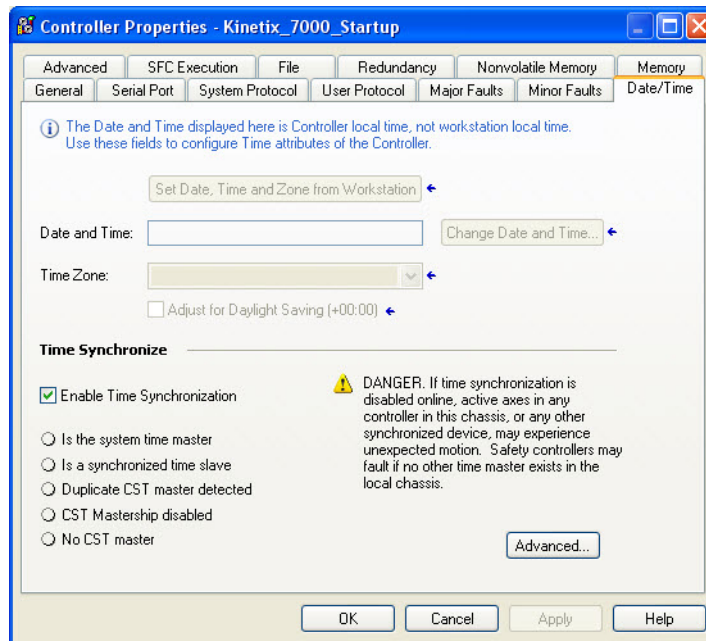 Controller Properties - Kinetix_7000_Startup
Advanced SFC Execution File Redundancy Nonvolatile Memory Memory
General Serial Port System Protocol User Protocol Major Faults Minor Faults Date/Time
The Date and Time displayed here is Controller local time, not workstation local time.
Use these fields to configure Time attributes of the Controller.
Set Date, Time and Zone from Workstation
Date and Time: Change Date and Time...
Time Zone:
Adjust for Daylight Saving (+00:00)
Time Synchronize
Enable Time Synchronization
Is the system time master
Is a synchronized time slave
Duplicate CST master detected
CST Mastership disabled
No CST master
DANGER. If time synchronization is
disabled online, active axes in any
controller in this chassis, or any other
synchronized device, may experience
unexpected motion. Safety controllers may
fault if no other time master exists in the
local chassis.
Advanced...
OK Cancel Apply Help